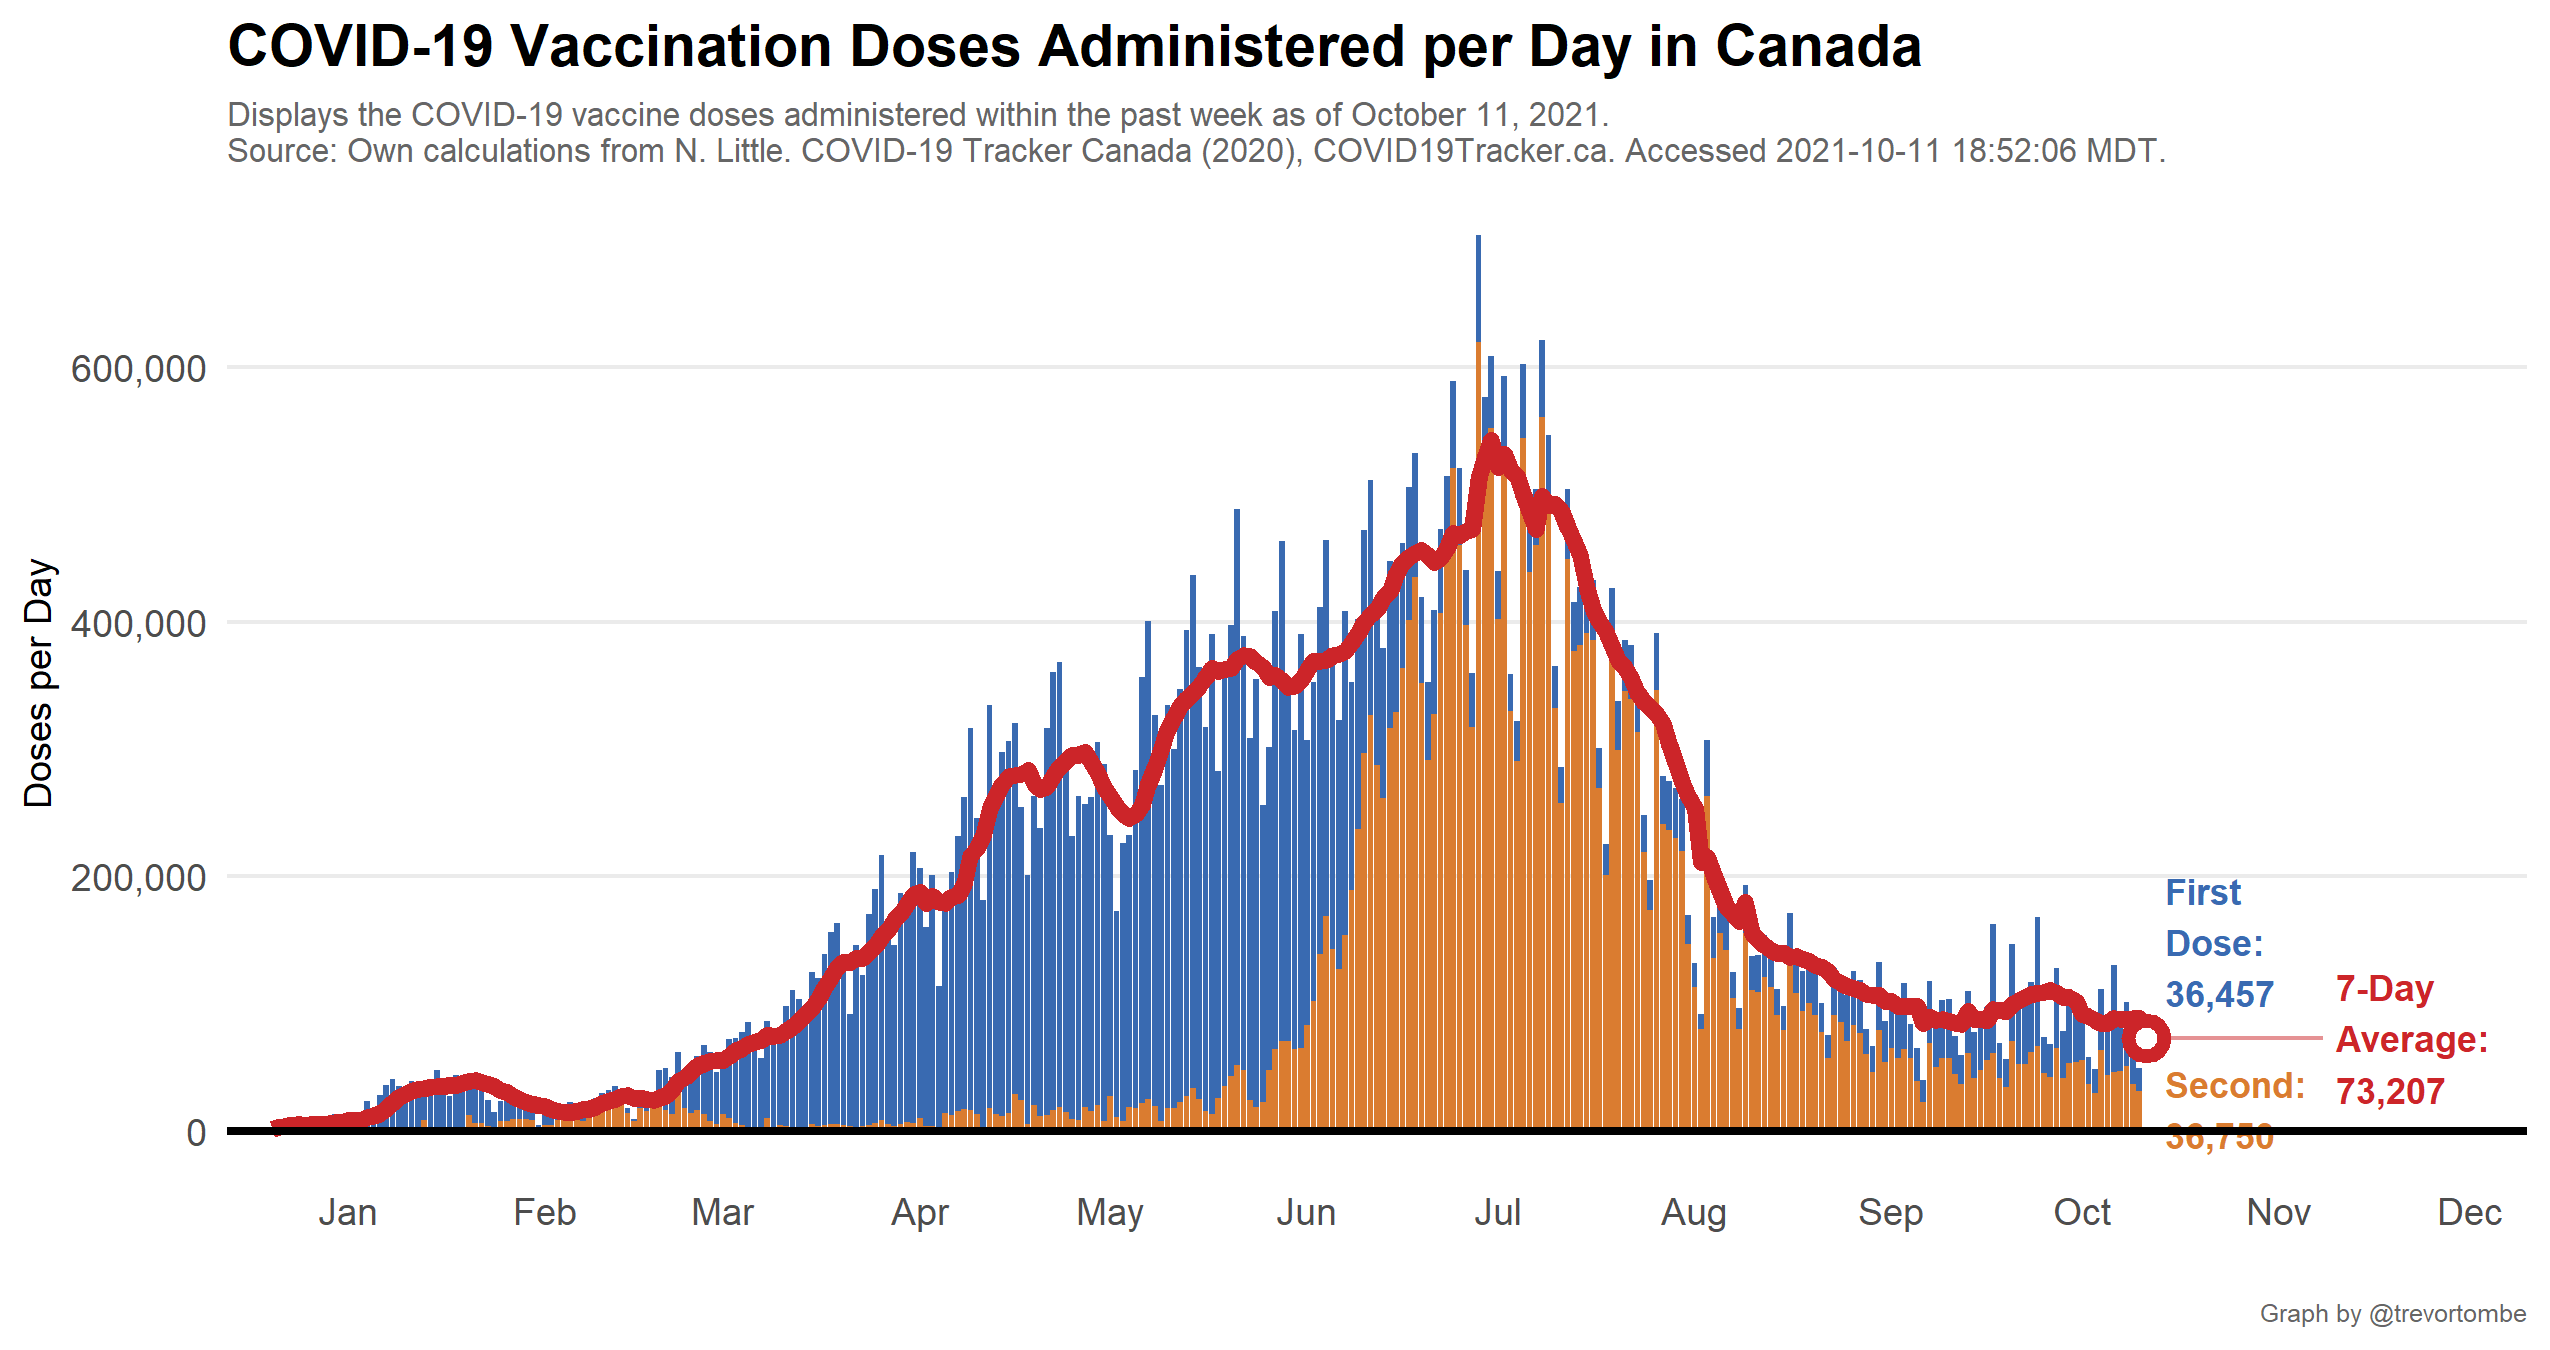 COVID-19 Vaccination Doses Administered per Day in Canada
Displays the COVID-19 vaccine doses administered within the past week as of October 11, 2021.
Source: Own calculations from N. Little. COVID-19 Tracker Canada (2020), COVID19Tracker.ca. Accessed 2021-10-11 18:52:06 MDT.
Doses per Day
600,000
400,000
200,000
0
First
Dose:
36,457
Second:
36,750
7-Day
Average:
73,207
Jan Feb Mar Apr May Jun Jul Aug Sep Oct Nov Dec
Graph by @trevortombe